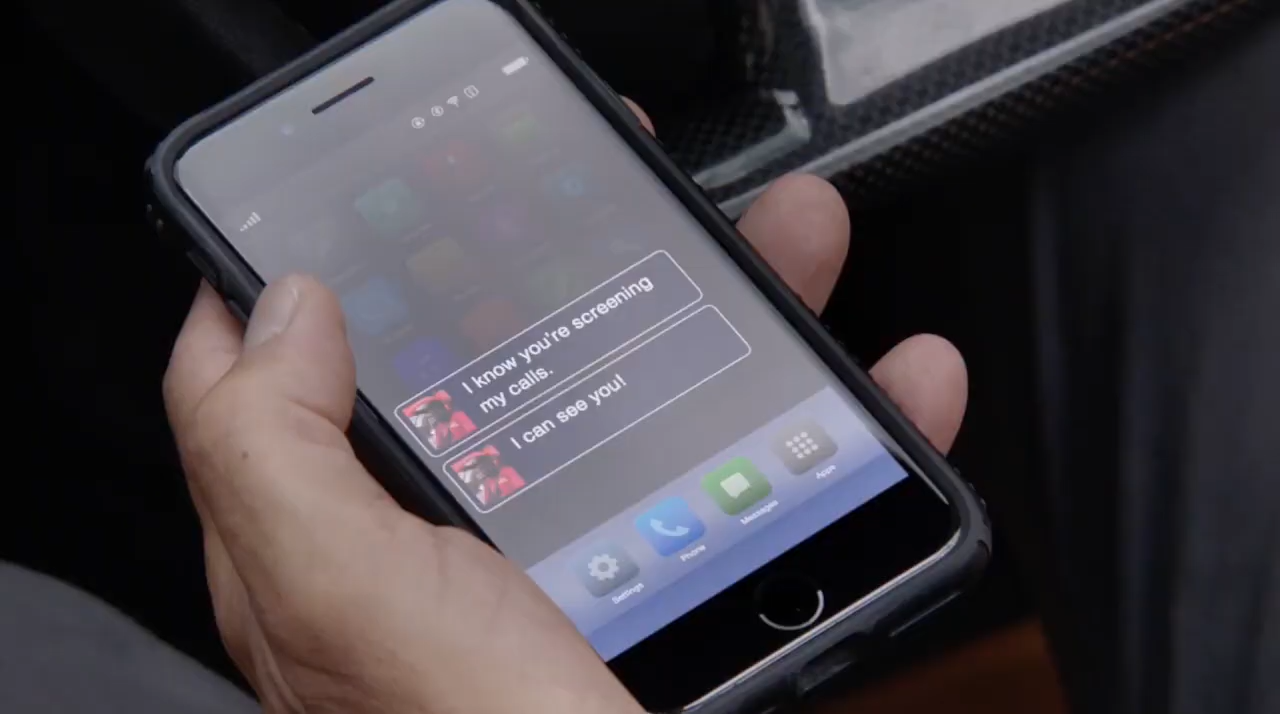 I know you're screening
my calls.
I can see you!
Settings
Phone
Messages
Apps